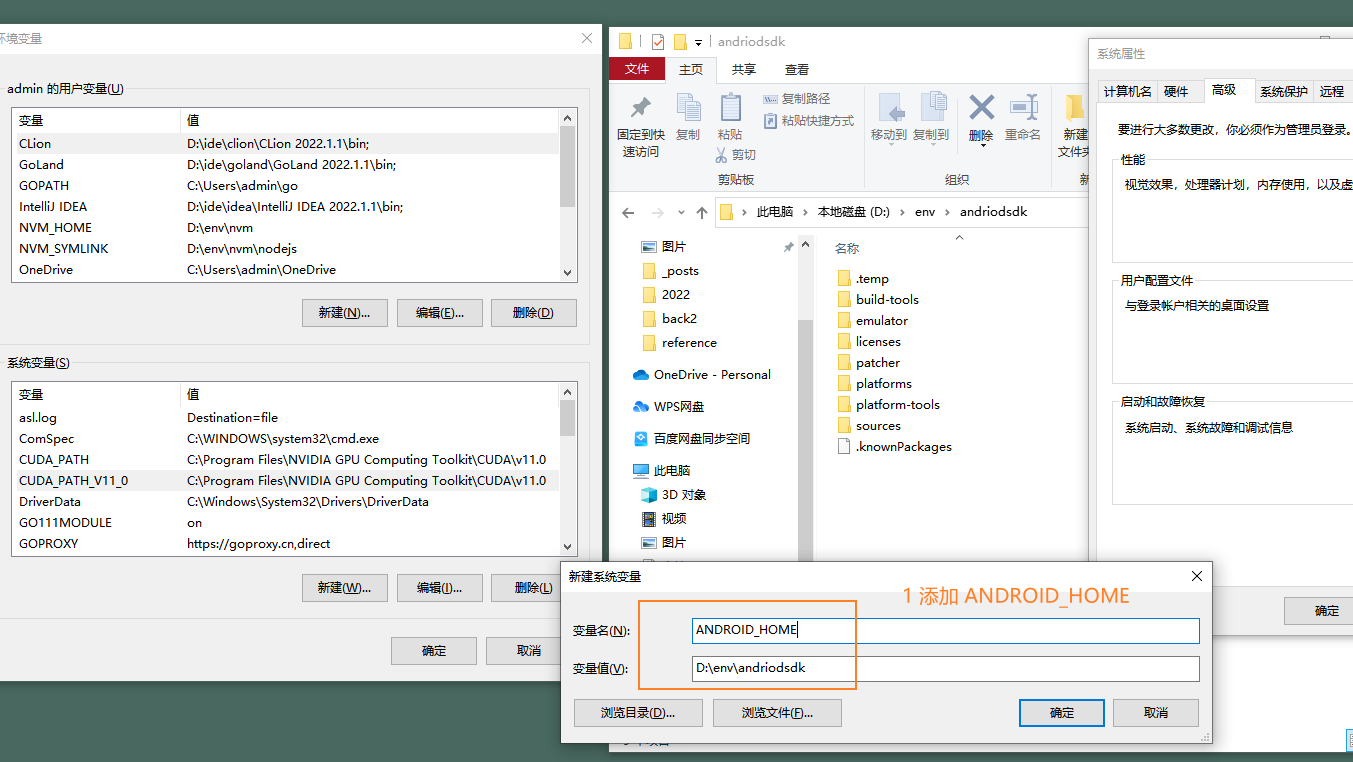 环境变量
admin 的用户变量(U)
变量 值
CLion D:\ide\clion\CLion 2022.1.1\bin;
GoLand D:\ide\goland\GoLand 2022.1.1\bin;
GOPATH C:\Users\admin\go
IntelliJ IDEA D:\ide\idea\IntelliJ IDEA 2022.1.1\bin;
NVM_HOME D:\env\nvm
NVM_SYMLINK D:\env\nvm\nodejs
OneDrive C:\Users\admin\OneDrive
新建(N)... 编辑(E)... 删除(D)
系统变量(S)
变量 值
asl.log Destination=file
ComSpec C:\WINDOWS\system32\cmd.exe
CUDA_PATH C:\Program Files\NVIDIA GPU Computing Toolkit\CUDA\v11.0
CUDA_PATH_V11_0 C:\Program Files\NVIDIA GPU Computing Toolkit\CUDA\v11.0
DriverData C:\Windows\System32\Drivers\DriverData
GO111MODULE on
GOPROXY https://goproxy.cn,direct
新建(W)... 编辑(I)... 删除(L)
确定 取消
andriodsdk
文件 主页 共享 查看
固定到快速访问
复制
粘贴
复制路径
粘贴快捷方式
剪切
剪贴板
移动到 复制到 删除 重命名
组织
新建
文件夹
新
此电脑 › 本地磁盘 (D:) › env › andriodsdk
图片
_posts
2022
back2
reference
OneDrive - Personal
WPS网盘
百度网盘同步空间
此电脑
3D 对象
视频
图片
名称
.temp
build-tools
emulator
licenses
patcher
platforms
platform-tools
sources
.knownPackages
系统属性
计算机名 硬件 高级 系统保护 远程
要进行大多数更改，你必须作为管理员登录。
性能
视觉效果，处理器计划，内存使用，以及虚
用户配置文件
与登录帐户相关的桌面设置
启动和故障恢复
系统启动、系统故障和调试信息
确定
新建系统变量
1 添加 ANDROID_HOME
变量名(N): ANDROID_HOME
变量值(V): D:\env\andriodsdk
浏览目录(D)... 浏览文件(F)... 确定 取消